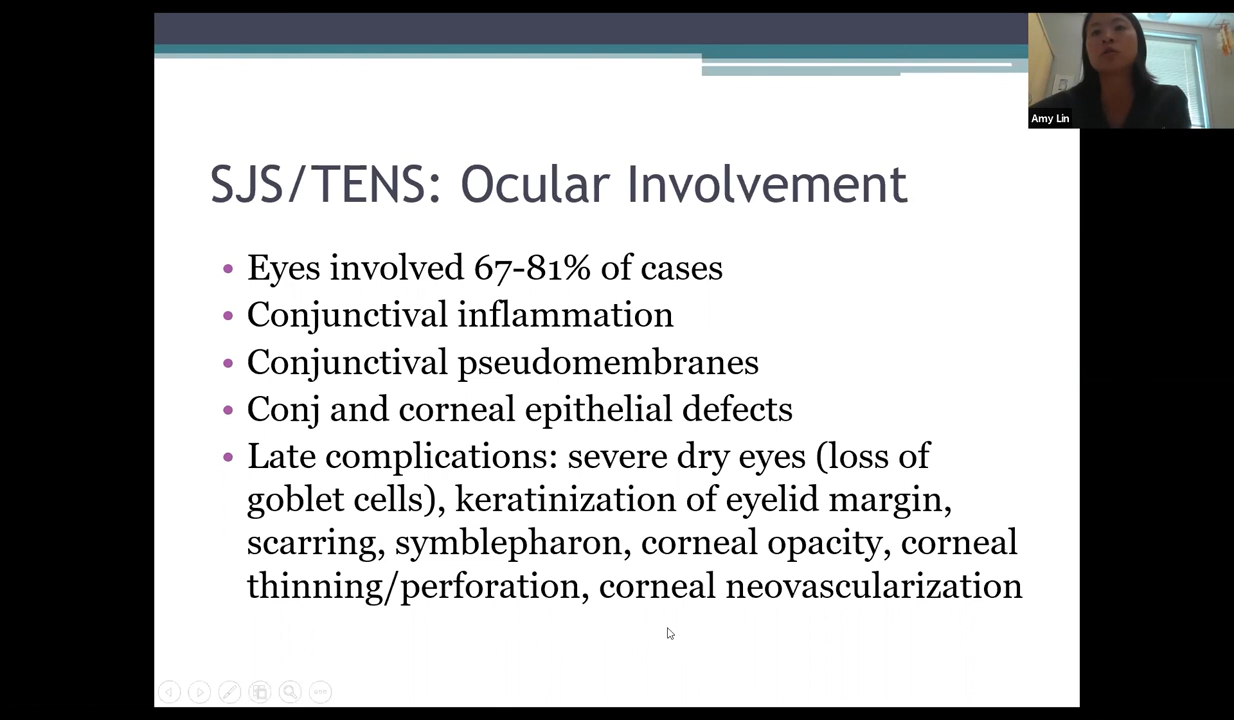 Amy Lin
SJS/TENS: Ocular Involvement
• Eyes involved 67-81% of cases
• Conjunctival inflammation
• Conjunctival pseudomembranes
• Conj and corneal epithelial defects
• Late complications: severe dry eyes (loss of
goblet cells), keratinization of eyelid margin,
scarring, symblepharon, corneal opacity, corneal
thinning/perforation, corneal neovascularization